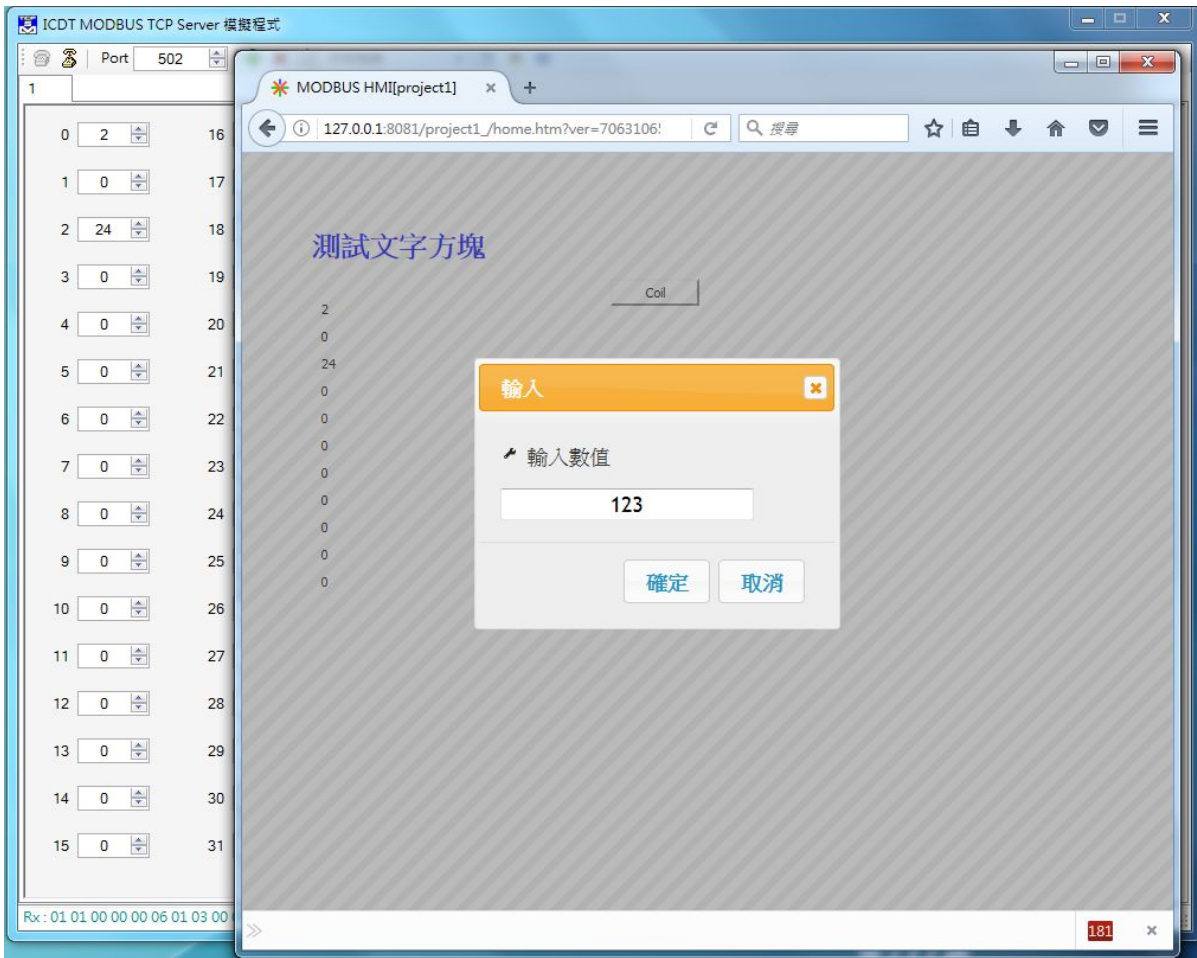 ICDT MODBUS TCP Server 模擬程式
Port 502
1
0 2 16
1 0 17
2 24 18
3 0 19
4 0 20
5 0 21
6 0 22
7 0 23
8 0 24
9 0 25
10 0 26
11 0 27
12 0 28
13 0 29
14 0 30
15 0 31
Rx : 01 01 00 00 00 06 01 03 00
MODBUS HMI[project1]
127.0.0.1:8081/project1_/home.htm?ver=7063106
搜尋
測試文字方塊
Coil
2
0
24
0
0
0
0
0
0
0
0
輸入
輸入數值
123
確定 取消
181